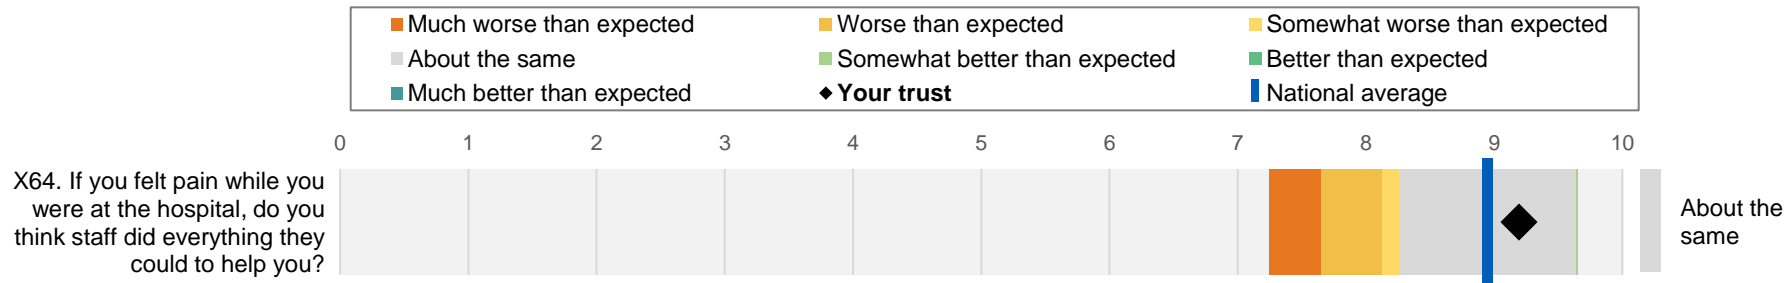 Much worse than expected
Worse than expected
Somewhat worse than expected
About the same
Somewhat better than expected
Better than expected
Much better than expected
Your trust
National average
0 1 2 3 4 5 6 7 8 9 10
X64. If you felt pain while you
were at the hospital, do you
think staff did everything they
could to help you?
About the
same